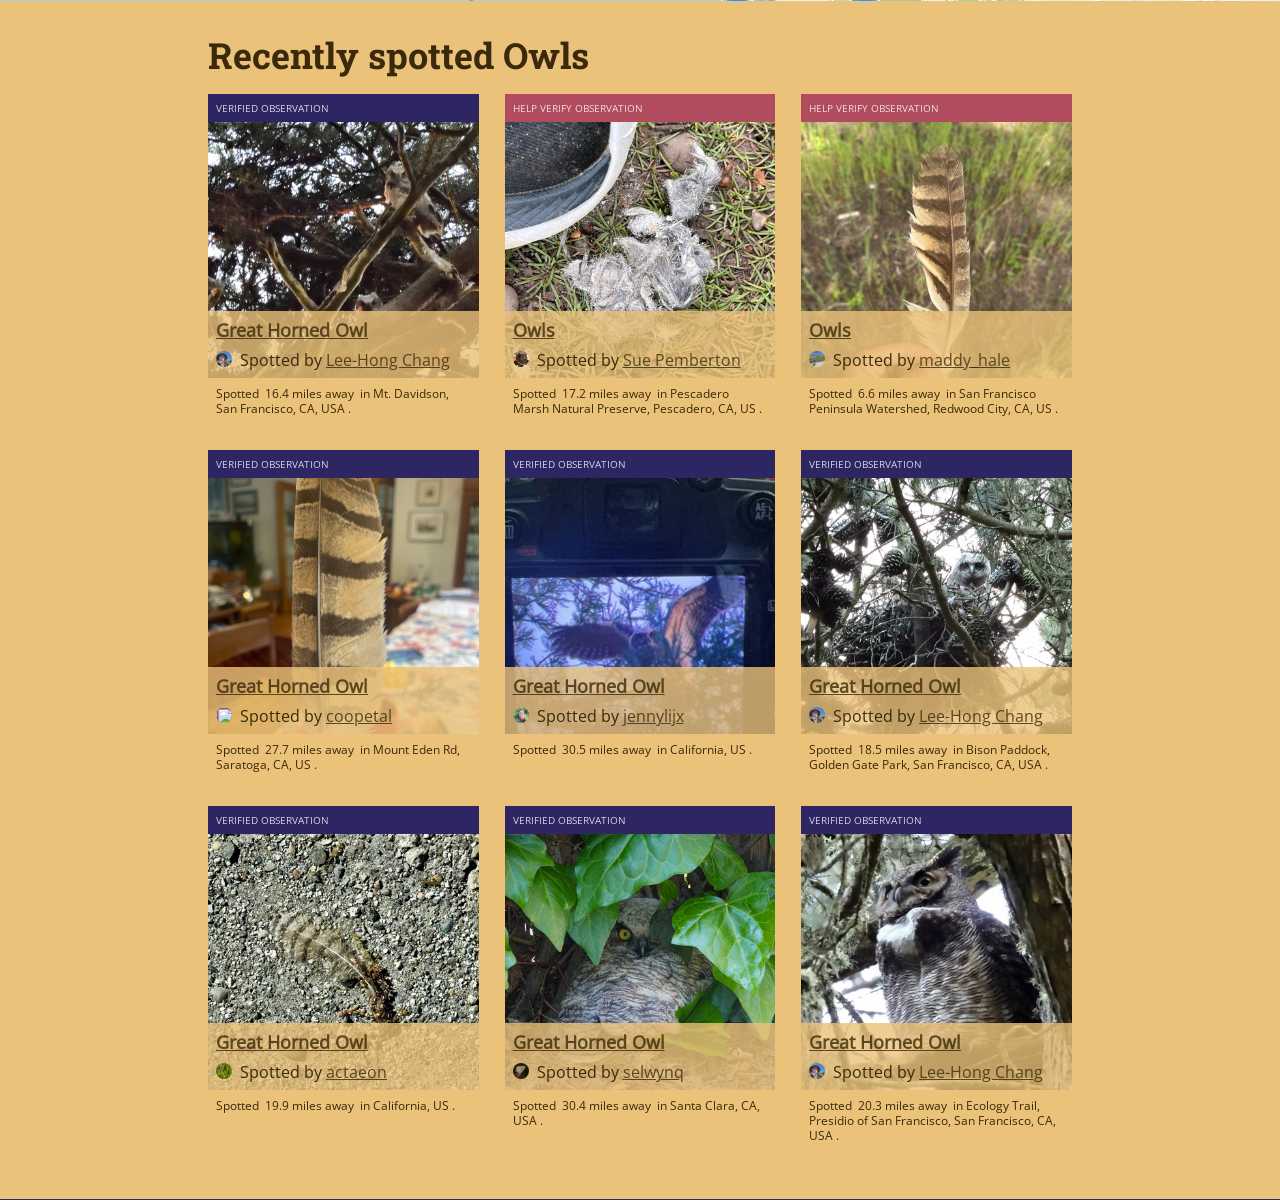 Recently spotted Owls
VERIFIED OBSERVATION
Great Horned Owl
Spotted by Lee-Hong Chang
Spotted 16.4 miles away in Mt. Davidson,
San Francisco, CA, USA .
HELP VERIFY OBSERVATION
Owls
Spotted by Sue Pemberton
Spotted 17.2 miles away in Pescadero
Marsh Natural Preserve, Pescadero, CA, US .
HELP VERIFY OBSERVATION
Owls
Spotted by maddy_hale
Spotted 6.6 miles away in San Francisco
Peninsula Watershed, Redwood City, CA, US .
VERIFIED OBSERVATION
Great Horned Owl
Spotted by coopetal
Spotted 27.7 miles away in Mount Eden Rd,
Saratoga, CA, US .
VERIFIED OBSERVATION
Great Horned Owl
Spotted by jennylijx
Spotted 30.5 miles away in California, US .
VERIFIED OBSERVATION
Great Horned Owl
Spotted by Lee-Hong Chang
Spotted 18.5 miles away in Bison Paddock,
Golden Gate Park, San Francisco, CA, USA .
VERIFIED OBSERVATION
Great Horned Owl
Spotted by actaeon
Spotted 19.9 miles away in California, US .
VERIFIED OBSERVATION
Great Horned Owl
Spotted by selwynq
Spotted 30.4 miles away in Santa Clara, CA,
USA .
VERIFIED OBSERVATION
Great Horned Owl
Spotted by Lee-Hong Chang
Spotted 20.3 miles away in Ecology Trail,
Presidio of San Francisco, San Francisco, CA,
USA .